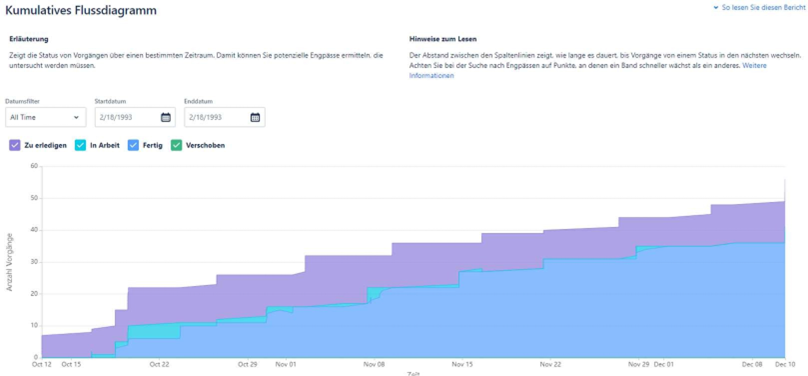 Kumulatives Flussdiagramm
So lesen Sie diesen Bericht
Erläuterung
Zeigt die Status von Vorgängen über einen bestimmten Zeitraum. Damit können Sie potenzielle Engpässe ermitteln, die
untersucht werden müssen.
Hinweise zum Lesen
Der Abstand zwischen den Spaltenlinien zeigt, wie lange es dauert, bis Vorgänge von einem Status in den nächsten wechseln.
Achten Sie bei der Suche nach Engpässen auf Punkte, an denen ein Band schneller wächst als ein anderes. Weitere
Informationen
Datumsfilter Startdatum Enddatum
All Time 2/18/1993 2/18/1993
Zu erledigen In Arbeit Fertig Verschoben
Anzahl Vorgänge
60
50
40
30
20
10
0
Oct 12 Oct 15 Oct 22 Oct 29 Nov 01 Nov 08 Nov 15 Nov 22 Nov 29 Dec 01 Dec 08 Dec 10
Zeit